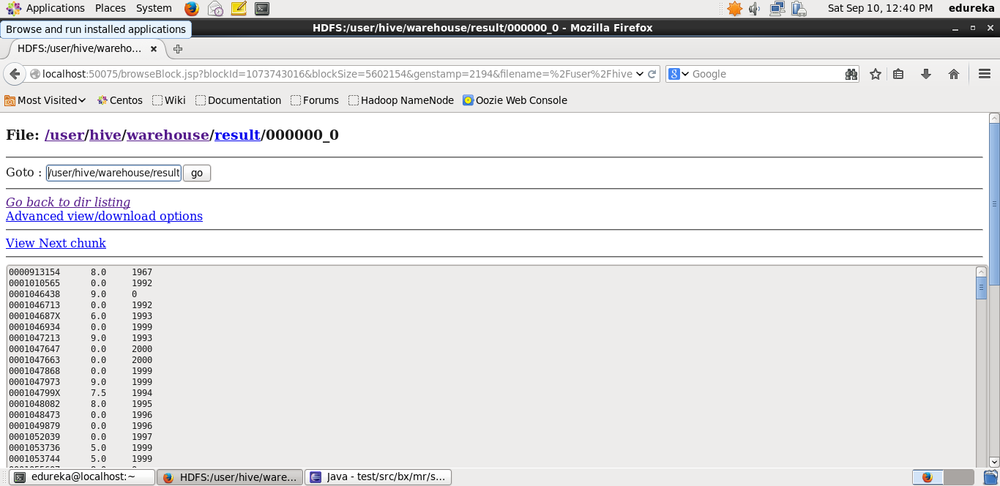 Applications Places System Sat Sep 10, 12:40 PM edureka
Browse and run installed applications HDFS:/user/hive/warehouse/result/000000_0 - Mozilla Firefox
HDFS:/user/hive/wareho...
localhost:50075/browseBlock.jsp?blockId=1073743016&blockSize=5602154&genstamp=2194&filename=%2Fuser%2Fhive Google
Most Visited Centos Wiki Documentation Forums Hadoop NameNode Oozie Web Console
File: /user/hive/warehouse/result/000000_0
Goto : /user/hive/warehouse/result go
Go back to dir listing
Advanced view/download options
View Next chunk
0000913154 8.0 1967
0001010565 0.0 1992
0001046438 9.0 0
0001046713 0.0 1992
000104687X 6.0 1993
0001046934 0.0 1999
0001047213 9.0 1993
0001047647 0.0 2000
0001047663 0.0 2000
0001047868 0.0 1999
0001047973 9.0 1999
000104799X 7.5 1994
0001048082 8.0 1995
0001048473 0.0 1996
0001049879 0.0 1996
0001052039 0.0 1997
0001053736 5.0 1999
0001053744 5.0 1999
edureka@localhost:~ HDFS:/user/hive/ware... Java - test/src/bx/mr/s...